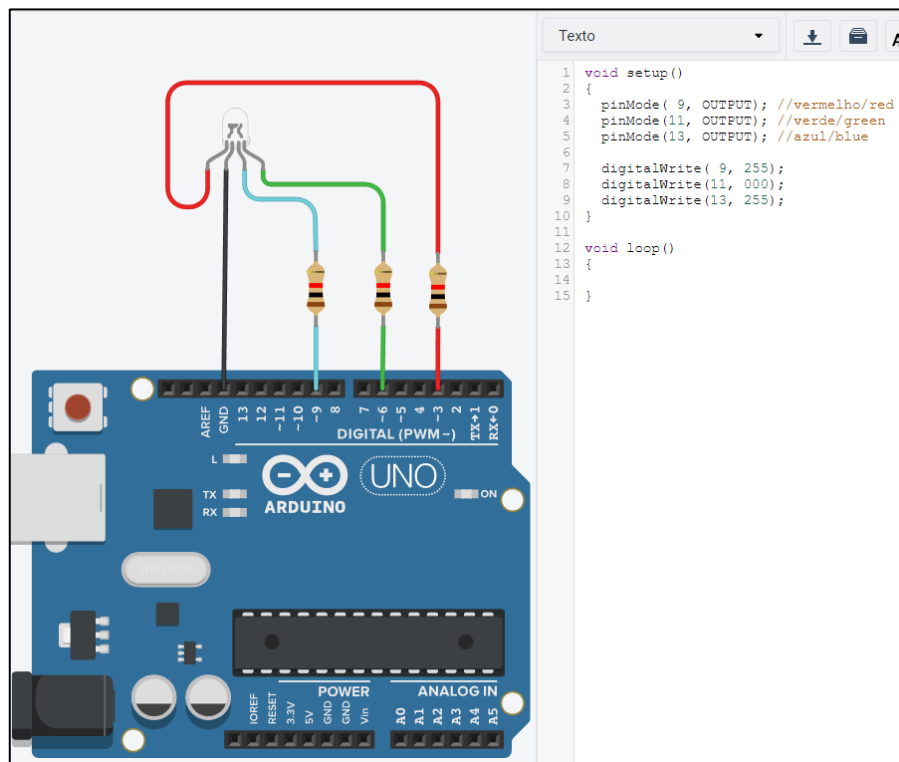 Texto
A
1 void setup()
2 {
3 pinMode( 9, OUTPUT); //vermelho/red
4 pinMode(11, OUTPUT); //verde/green
5 pinMode(13, OUTPUT); //azul/blue
6
7 digitalWrite( 9, 255);
8 digitalWrite(11, 000);
9 digitalWrite(13, 255);
10 }
11
12 void loop()
13 {
14
15 }
AREF
GND
13
12
~11
~10
~9
8
7
~6
~5
4
~3
2
TX→1
RX←0
DIGITAL (PWM ~)
L
TX
RX
ARDUINO
UNO
ON
POWER
ANALOG IN
IOREF
RESET
3.3V
5V
GND
GND
Vin
A0
A1
A2
A3
A4
A5